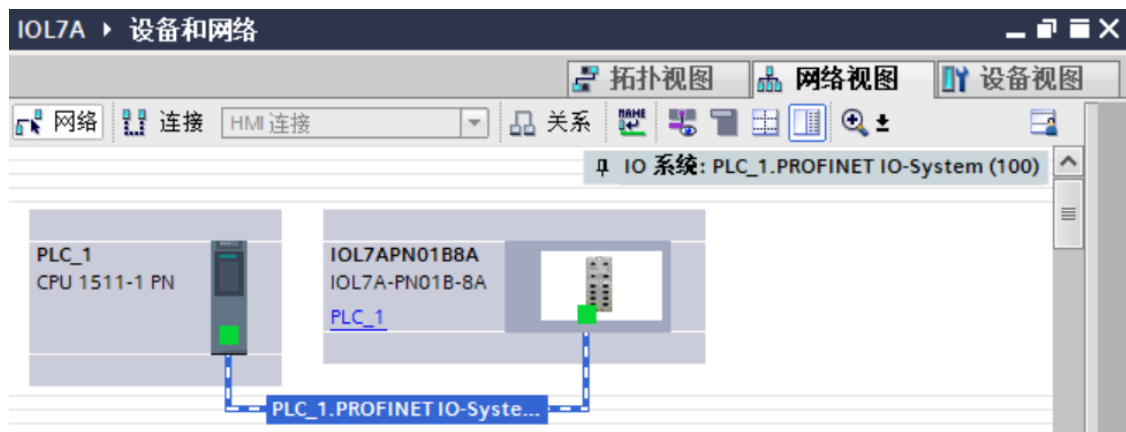 IOL7A ▸ 设备和网络
拓扑视图 网络视图 设备视图
网络 连接 HMI 连接 关系
IO 系统: PLC_1.PROFINET IO-System (100)
PLC_1
CPU 1511-1 PN
IOL7APN01B8A
IOL7A-PN01B-8A
PLC_1
PLC_1.PROFINET IO-Syste...